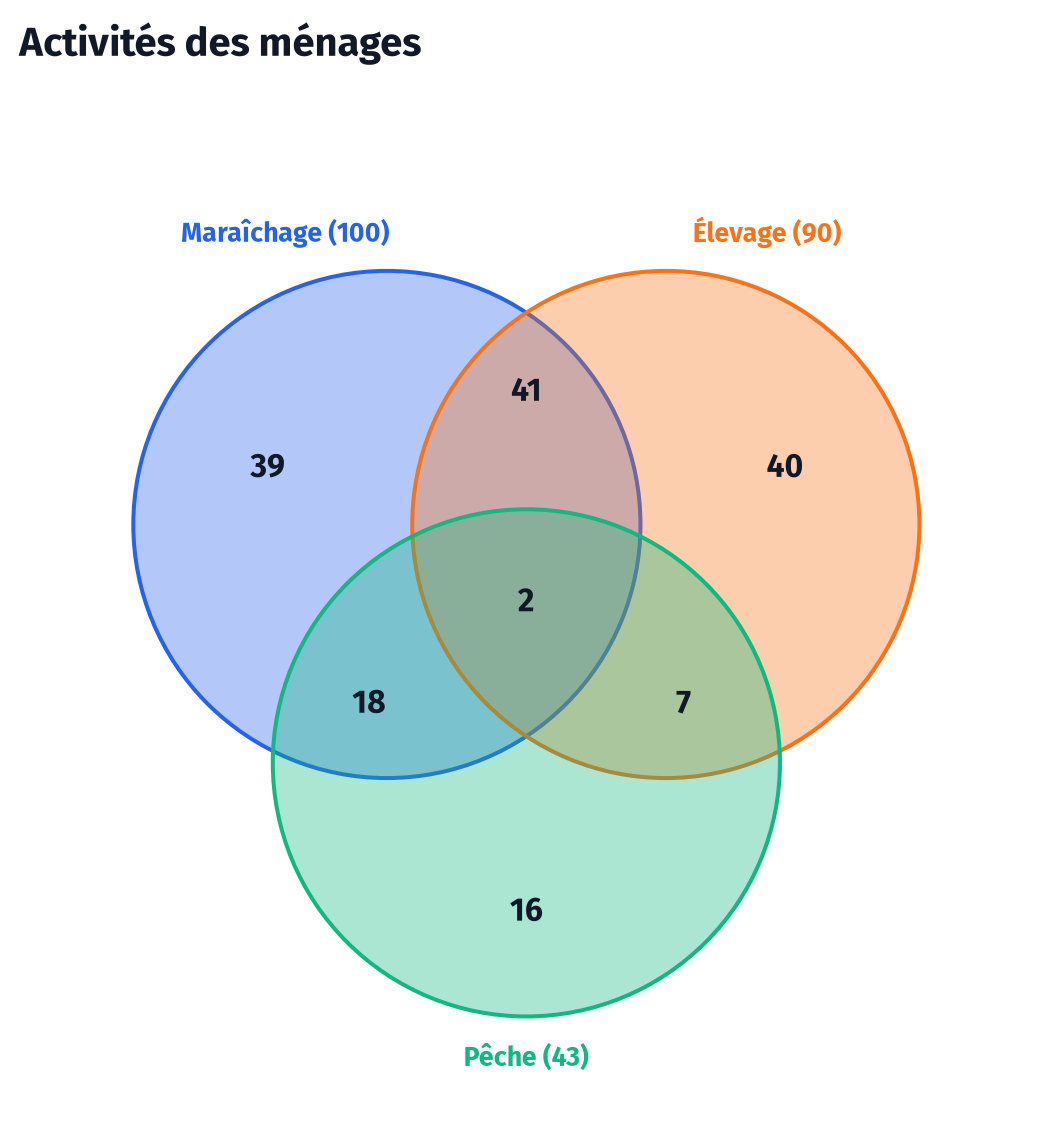 Activités des ménages
Maraîchage (100)
Élevage (90)
41
39
40
2
18
7
16
Pêche (43)